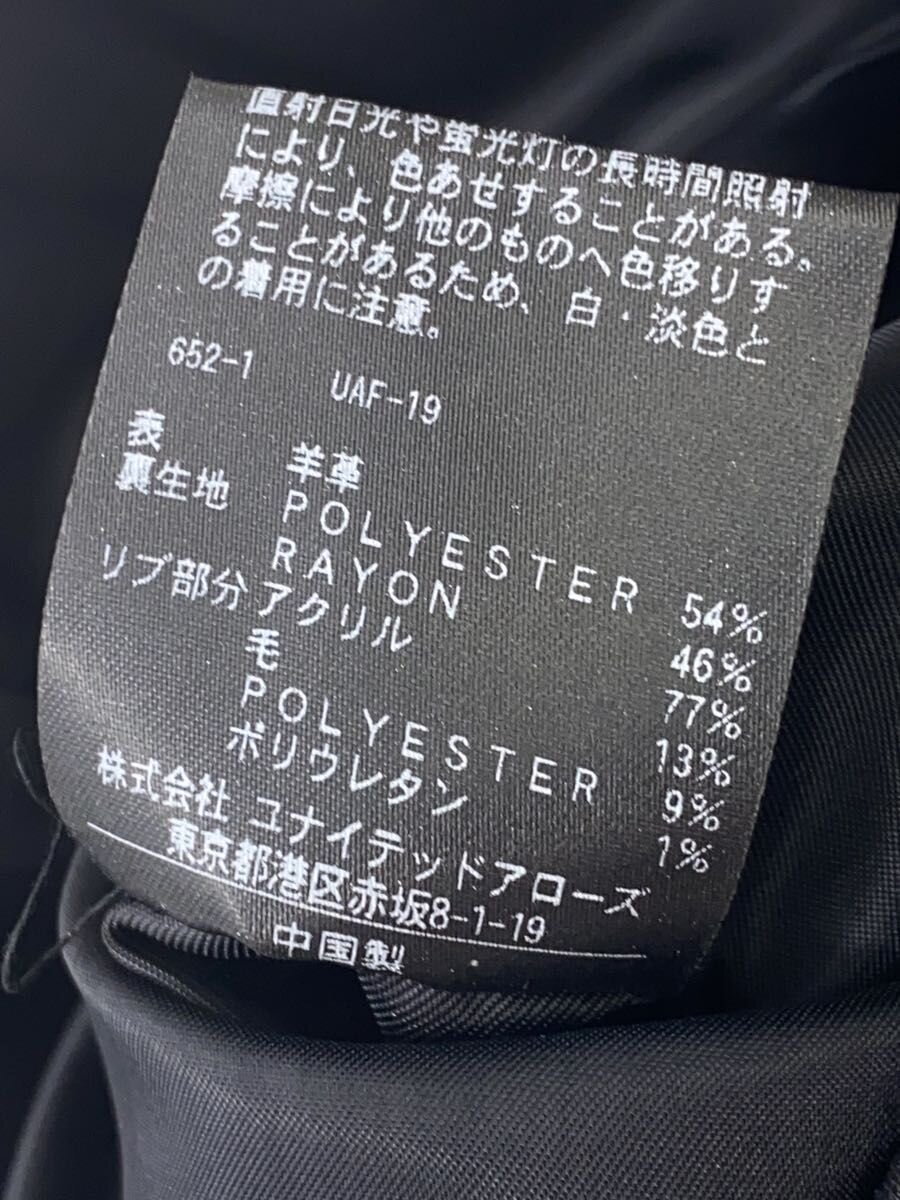 直射日光や蛍光灯の長時間照射
により、色あせすることがある。
摩擦により他のものへ色移りす
ることがあるため、白・淡色と
の着用に注意。
652-1 UAF-19
表 羊革
裏生地 POLYESTER 54%
RAYON 46%
リブ部分 アクリル 77%
毛 13%
POLYESTER 9%
ポリウレタン 1%
株式会社 ユナイテッドアローズ
東京都港区赤坂8-1-19
中国製